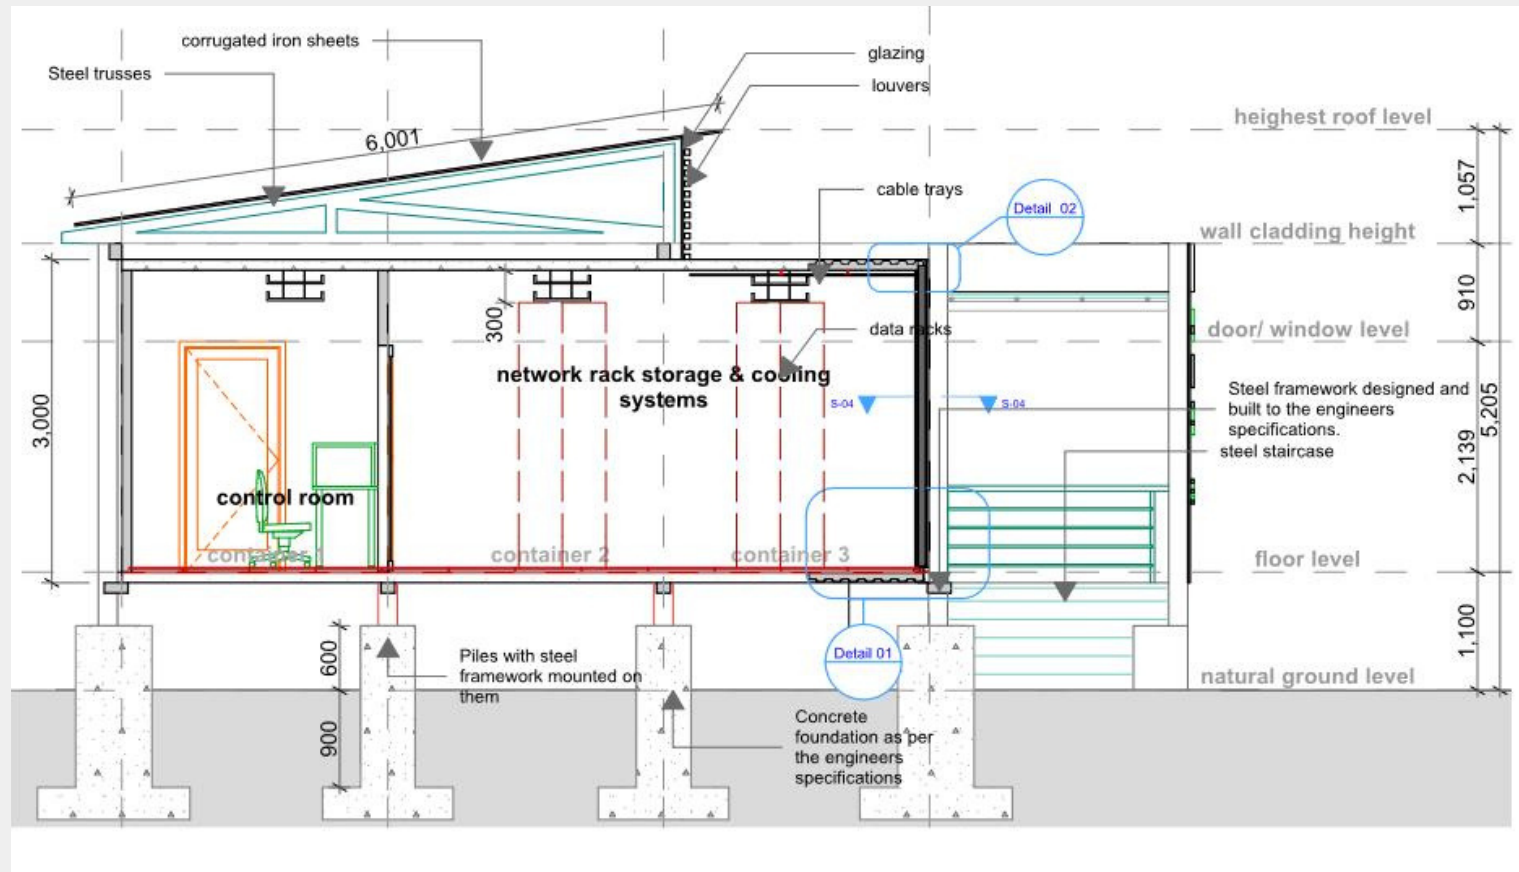 corrugated iron sheets
Steel trusses
glazing
louvers
heighest roof level
6,001
1,057
cable trays
Detail 02
wall cladding height
910
300
data racks
door/ window level
network rack storage & cooling
systems
3,000
S-04
S-04
Steel framework designed and
built to the engineers
specifications.
steel staircase
5,205
2,139
control room
container 1
container 2
container 3
floor level
1,100
600
Piles with steel
framework mounted on
them
Detail 01
natural ground level
900
Concrete
foundation as per
the engineers
specifications